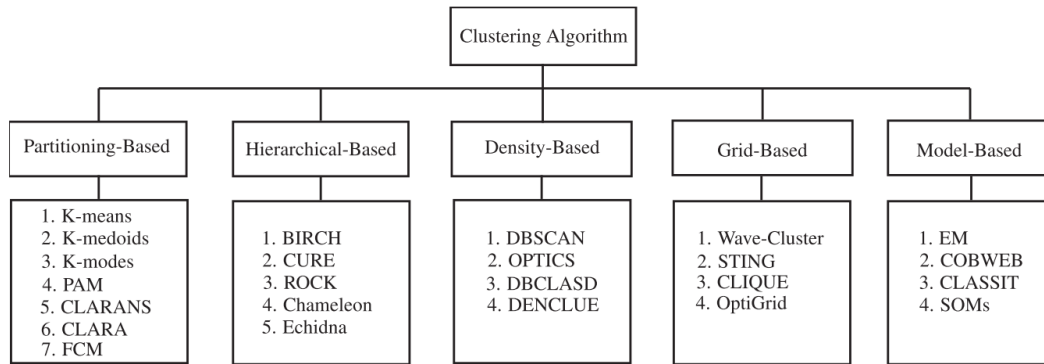 Clustering Algorithm
Partitioning-Based
Hierarchical-Based
Density-Based
Grid-Based
Model-Based
1. K-means
2. K-medoids
3. K-modes
4. PAM
5. CLARANS
6. CLARA
7. FCM
1. BIRCH
2. CURE
3. ROCK
4. Chameleon
5. Echidna
1. DBSCAN
2. OPTICS
3. DBCLASD
4. DENCLUE
1. Wave-Cluster
2. STING
3. CLIQUE
4. OptiGrid
1. EM
2. COBWEB
3. CLASSIT
4. SOMs